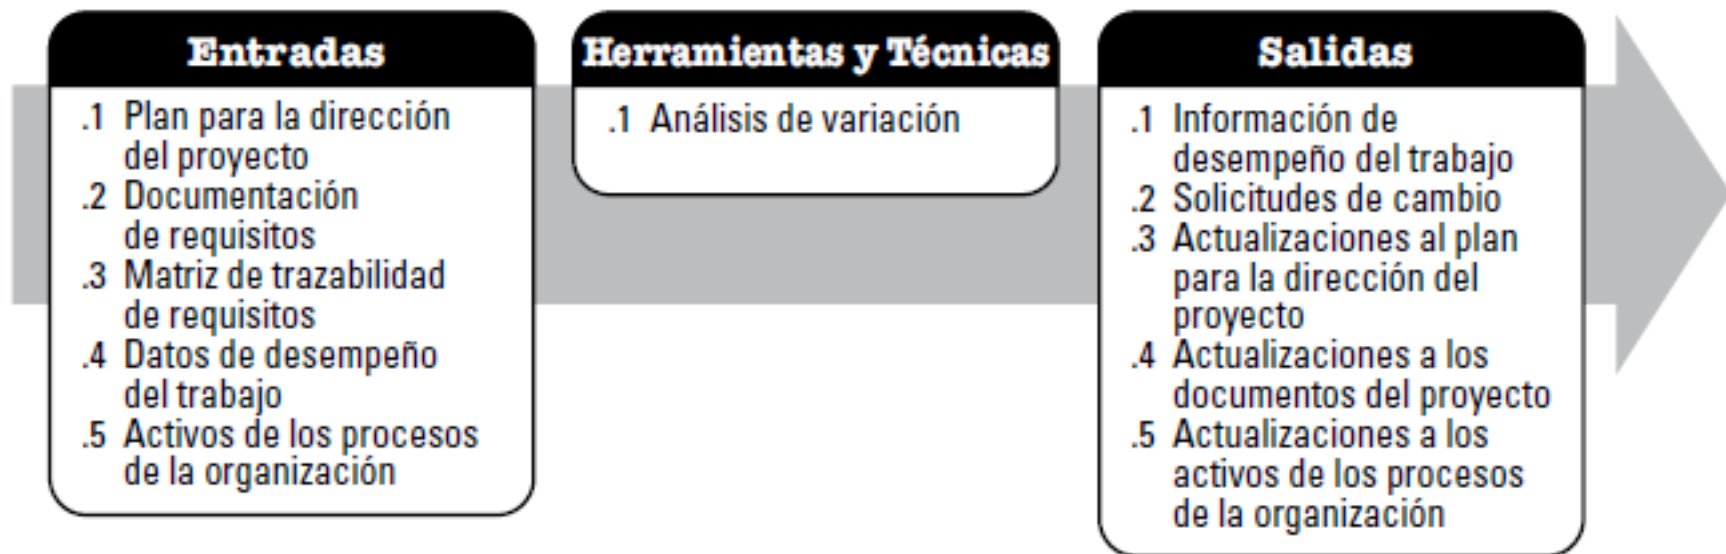 Entradas
.1 Plan para la dirección
del proyecto
.2 Documentación
de requisitos
.3 Matriz de trazabilidad
de requisitos
.4 Datos de desempeño
del trabajo
.5 Activos de los procesos
de la organización
Herramientas y Técnicas
.1 Análisis de variación
Salidas
.1 Información de
desempeño del trabajo
.2 Solicitudes de cambio
.3 Actualizaciones al plan
para la dirección del
proyecto
.4 Actualizaciones a los
documentos del proyecto
.5 Actualizaciones a los
activos de los procesos
de la organización